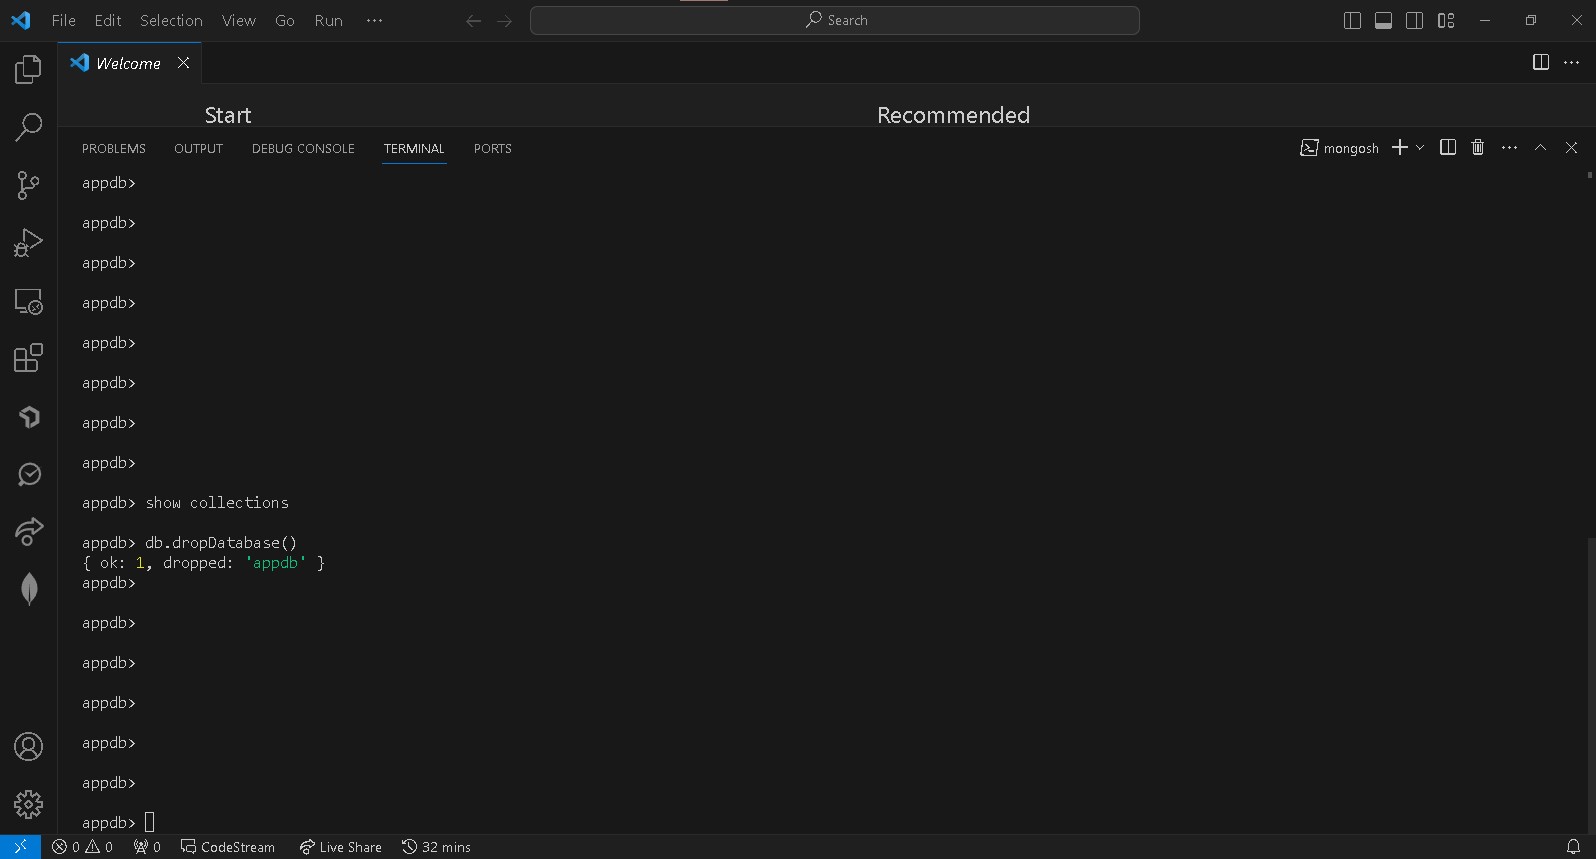 File Edit Selection View Go Run ··· Search
Welcome
Start Recommended
PROBLEMS OUTPUT DEBUG CONSOLE TERMINAL PORTS mongosh
appdb>
appdb>
appdb>
appdb>
appdb>
appdb>
appdb>
appdb>
appdb> show collections
appdb> db.dropDatabase()
{ ok: 1, dropped: 'appdb' }
appdb>
appdb>
appdb>
appdb>
appdb>
appdb>
appdb>
0 0 0 CodeStream Live Share 32 mins